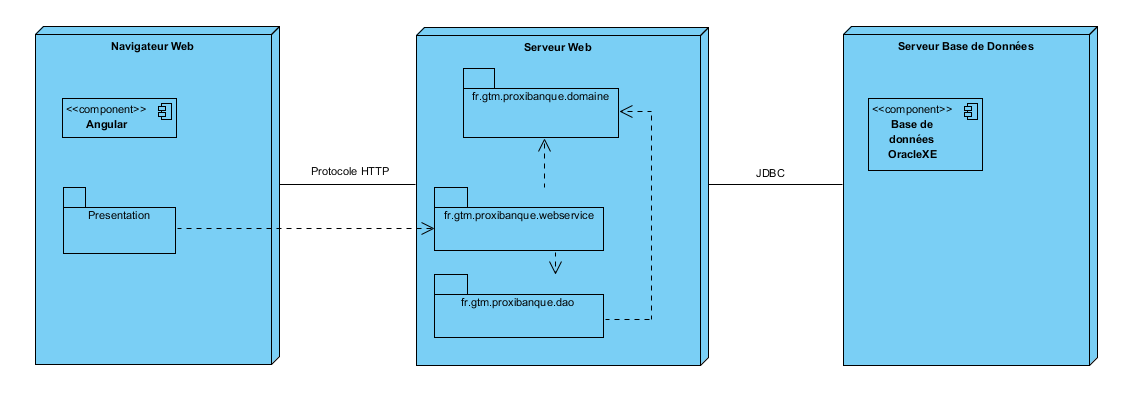 Navigateur Web
<<component>>
Angular
Presentation
Protocole HTTP
Serveur Web
fr.gtm.proxibanque.domaine
fr.gtm.proxibanque.webservice
fr.gtm.proxibanque.dao
JDBC
Serveur Base de Données
<<component>>
Base de
données
OracleXE